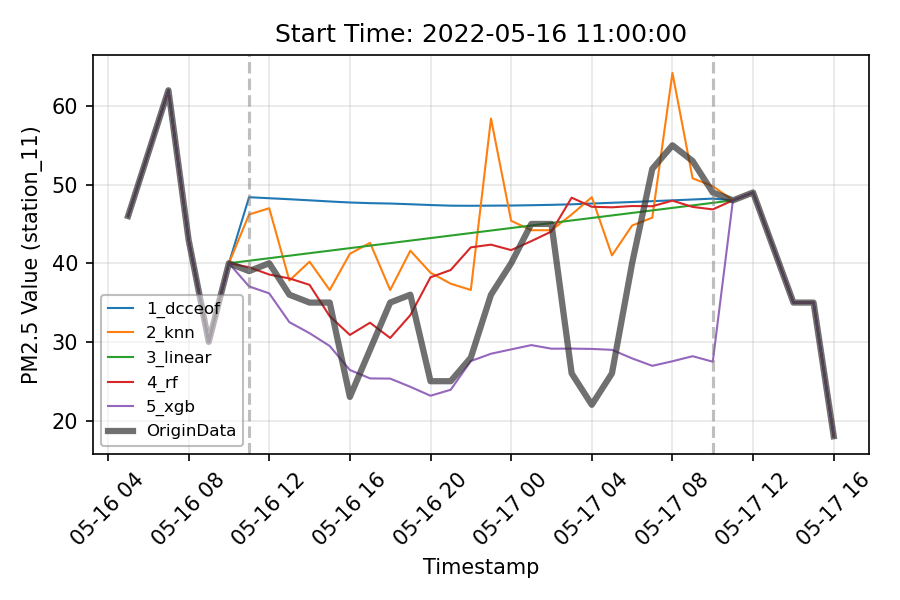 Start Time: 2022-05-16 11:00:00
PM2.5 Value (station_11)
60
50
40
30
20
1_dcceof
2_knn
3_linear
4_rf
5_xgb
OriginData
05-16 04
05-16 08
05-16 12
05-16 16
05-16 20
05-17 00
05-17 04
05-17 08
05-17 12
05-17 16
Timestamp